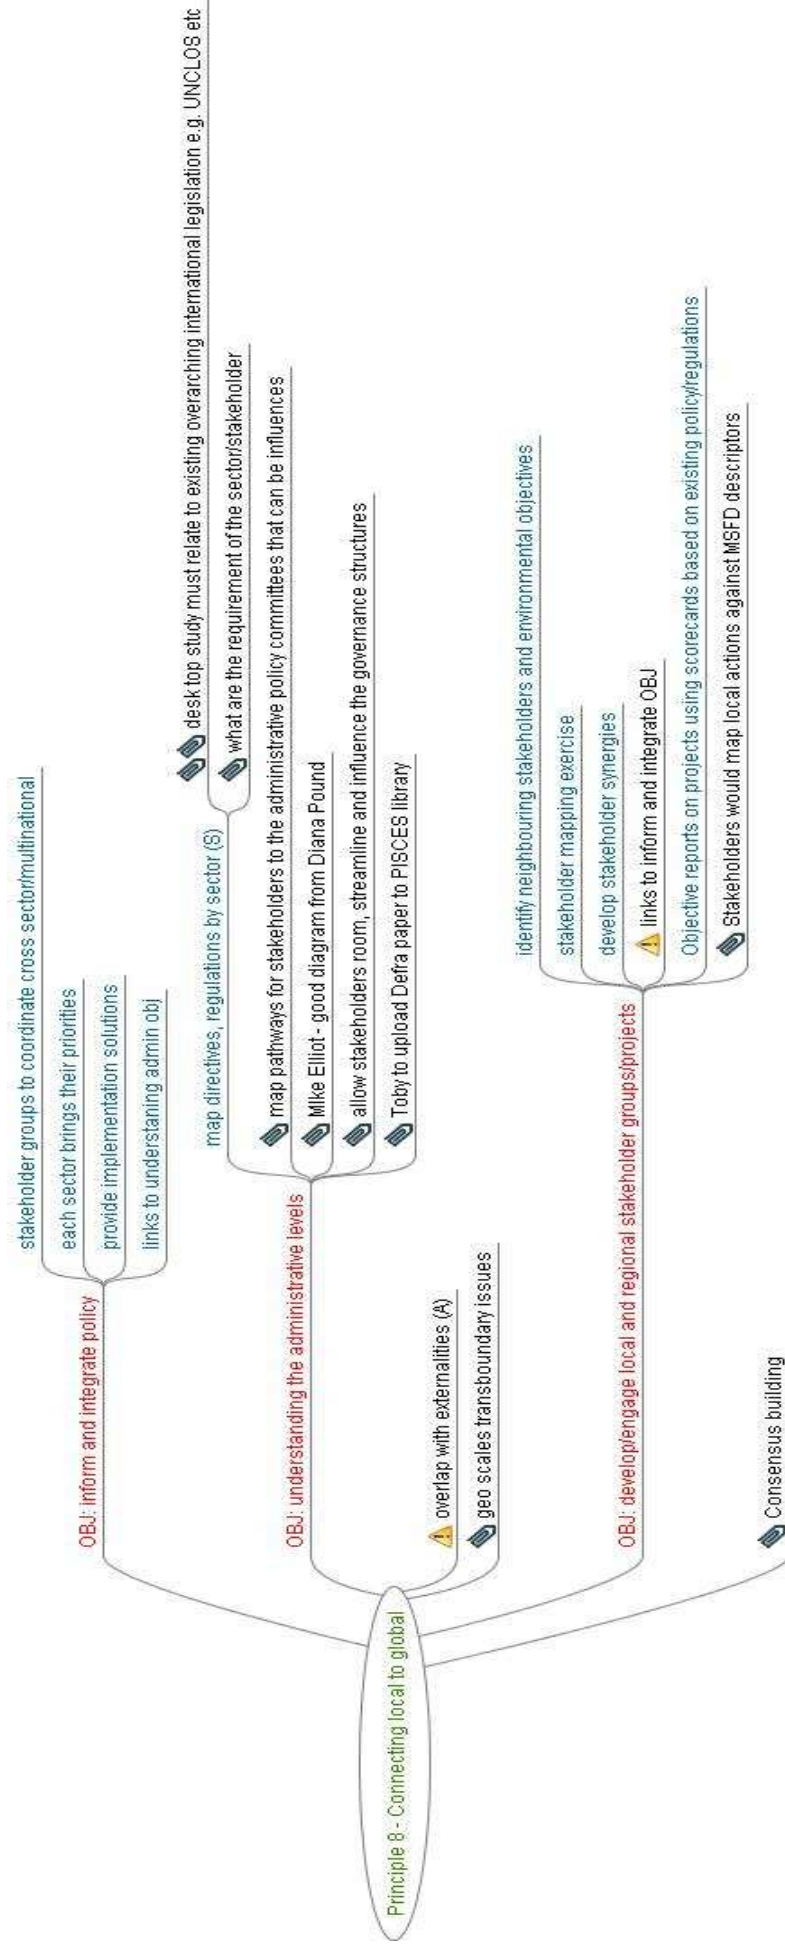 Principle 8 - Connecting local to global
OBJ: inform and integrate policy
stakeholder groups to coordinate cross sector/multinational
each sector brings their priorities
provide implementation solutions
links to understaning admin obj
OBJ: understanding the administrative levels
map directives, regulations by sector (S)
desk top study must relate to existing overarching international legislation e.g. UNCLOS etc
what are the requirement of the sector/stakeholder
map pathways for stakeholders to the administrative policy committees that can be influences
MIke Elliot - good diagram from Diana Pound
allow stakeholders room, streamline and influence the governance structures
Toby to upload Defra paper to PISCES library
overlap with externalities (A)
geo scales transboundary issues
OBJ: develop/engage local and regional stakeholder groups/projects
identify neighbouring stakeholders and environmental objectives
stakeholder mapping exercise
develop stakeholder synergies
links to inform and integrate OBJ
Objective reports on projects using scorecards based on existing policy/regulations
Stakeholders would map local actions against MSFD descriptors
Consensus building